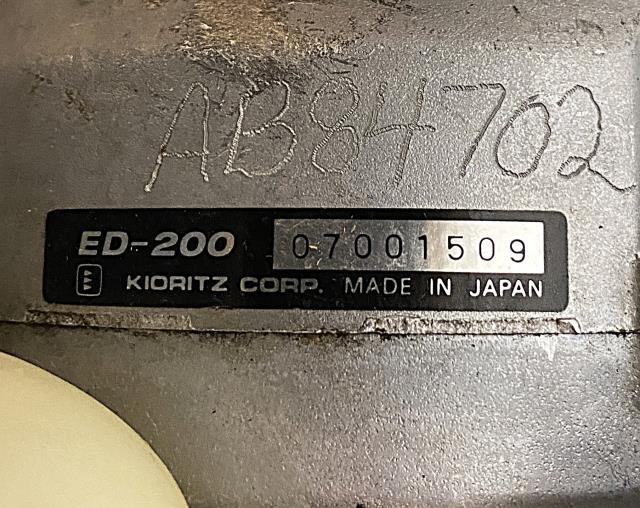 AB84702
ED-200 07001509
KIORITZ CORP. MADE IN JAPAN